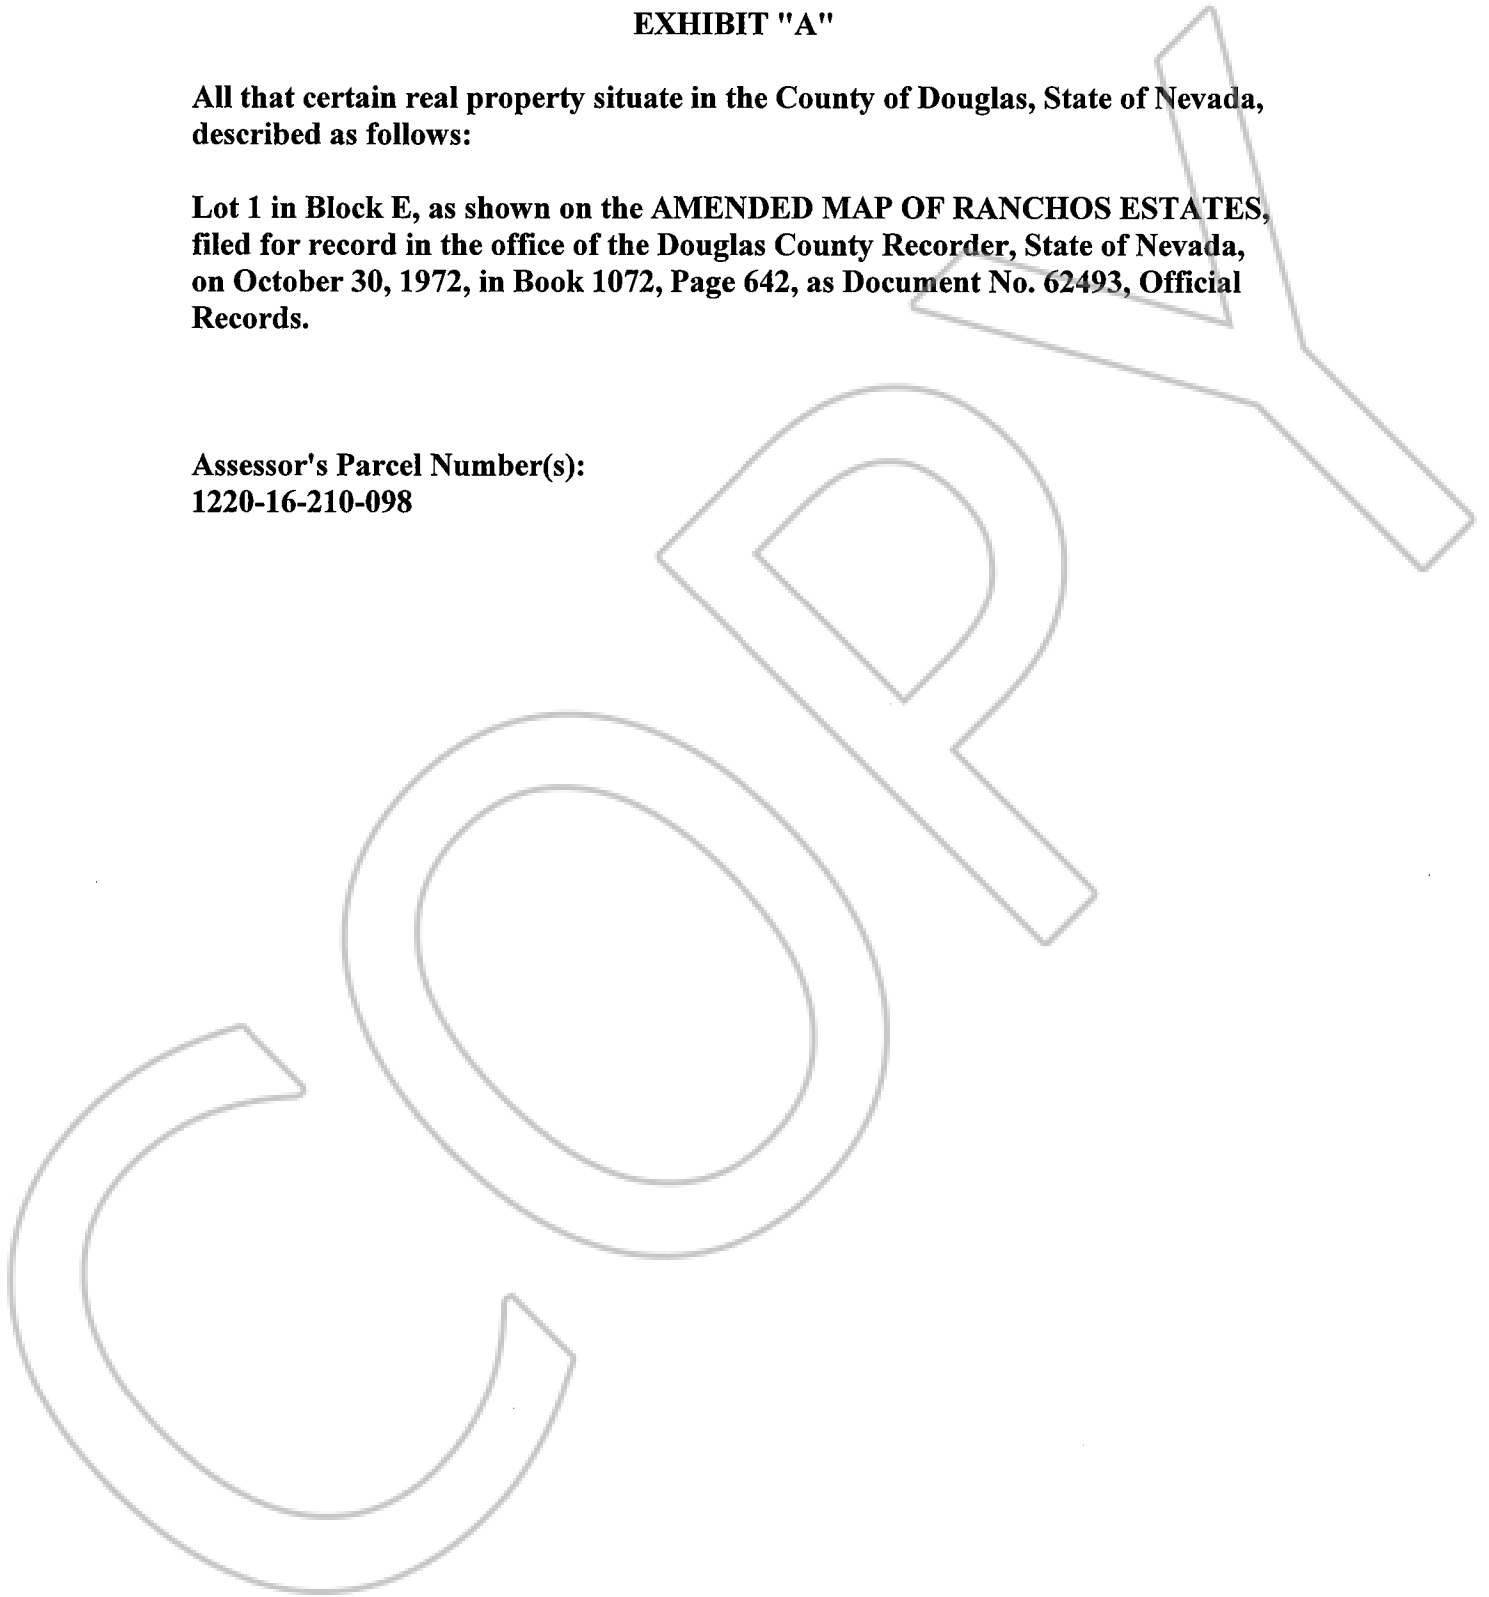 EXHIBIT "A"
All that certain real property situate in the County of Douglas, State of Nevada,
described as follows:
Lot 1 in Block E, as shown on the AMENDED MAP OF RANCHOS ESTATES,
filed for record in the office of the Douglas County Recorder, State of Nevada,
on October 30, 1972, in Book 1072, Page 642, as Document No. 62493, Official
Records.
Assessor's Parcel Number(s):
1220-16-210-098
COPY